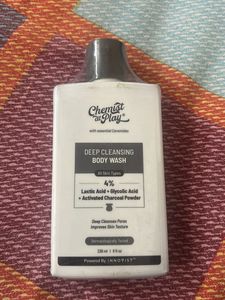 Chemist
at Play
with essential Ceramides
DEEP CLEANSING
BODY WASH
All Skin Types
4%
Lactic Acid + Glycolic Acid
+ Activated Charcoal Powder
Deep Cleanses Pores
Improves Skin Texture
Dermatologically Tested
236 ml | 8 fl oz
Powered By INNOVIST